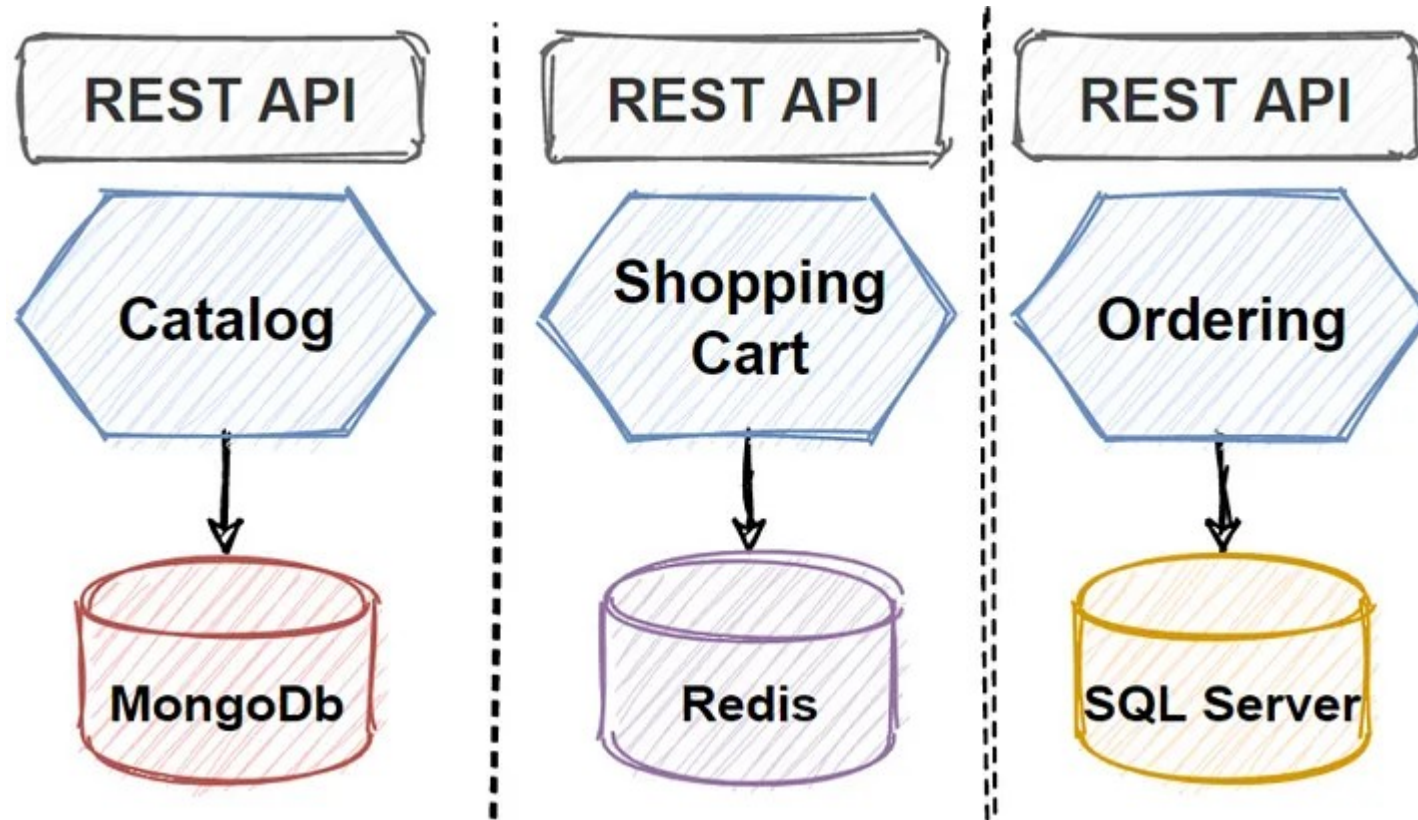 REST API
REST API
REST API
Catalog
Shopping
Cart
Ordering
MongoDb
Redis
SQL Server